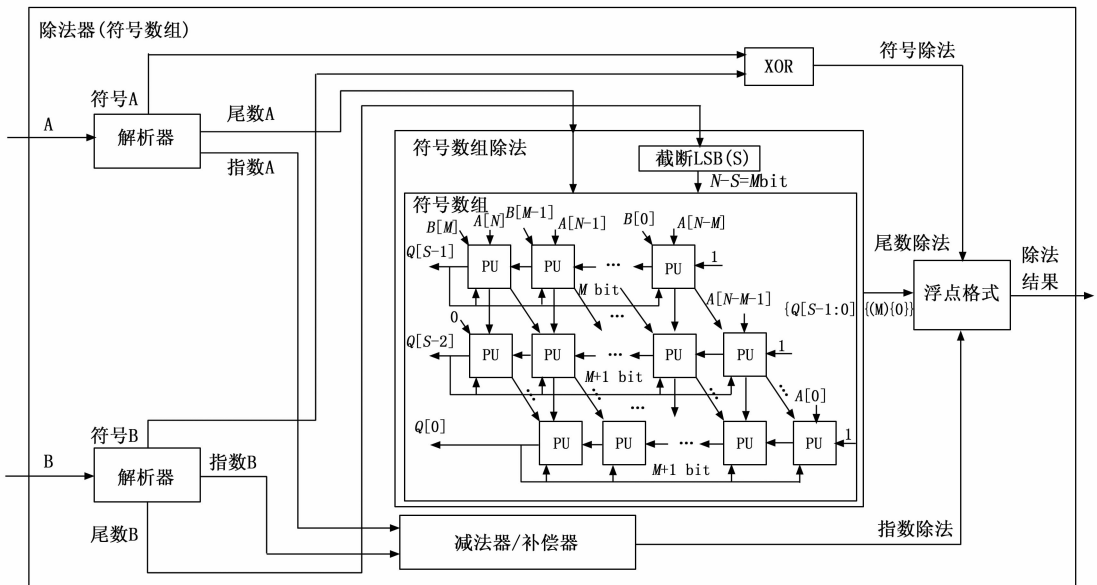 除法器(符号数组)
符号除法
XOR
符号A
尾数A
A
解析器
指数A
符号数组除法
截断LSB(S)
N-S=Mbit
符号数组
B[M]
A[N]
B[M-1]
A[N-1]
B[0]
A[N-M]
Q[S-1]
PU
PU
...
PU
1
M bit
...
A[N-M-1]
0
Q[S-2]
PU
PU
...
PU
PU
1
M+1 bit
...
...
...
...
A[0]
Q[0]
PU
PU
...
PU
PU
1
M+1 bit
尾数除法
{Q[S-1:0]
{(M){0}}
浮点格式
除法
结果
符号B
B
解析器
指数B
尾数B
减法器/补偿器
指数除法